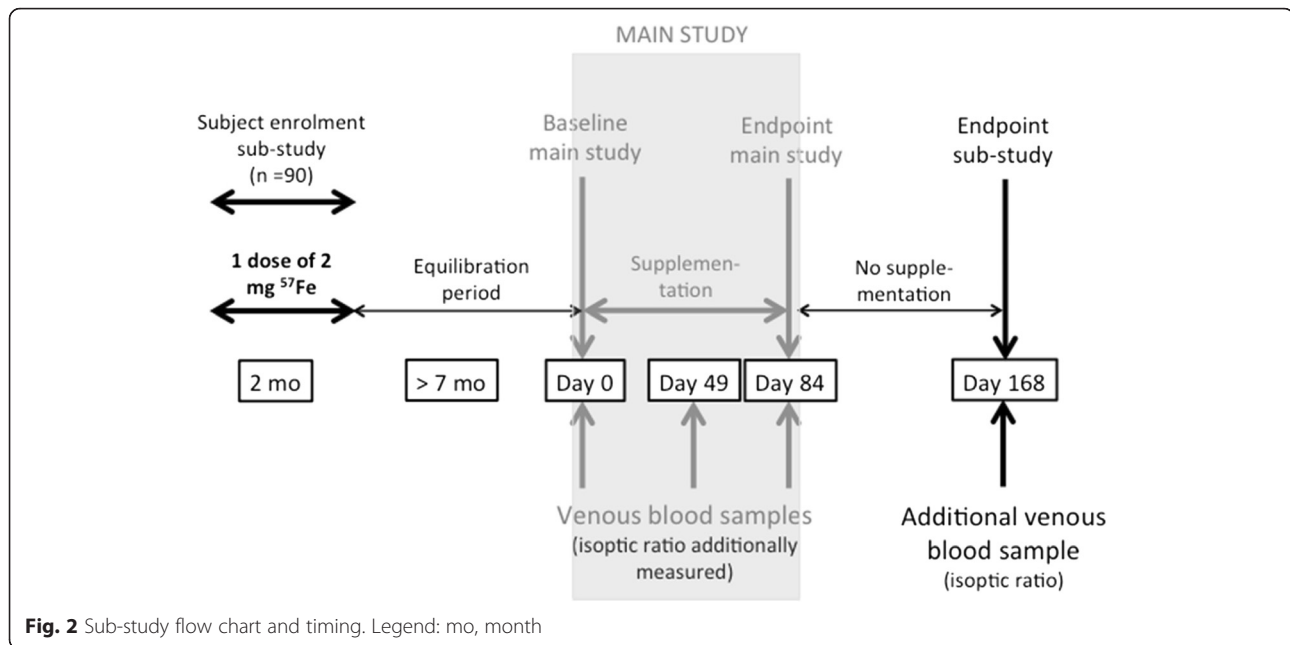 MAIN STUDY
Subject enrolment
sub-study
(n =90)
Baseline
main study
Endpoint
main study
Endpoint
sub-study
1 dose of 2
mg ⁵⁷Fe
Equilibration
period
Supplemen-
tation
No supple-
mentation
2 mo
> 7 mo
Day 0
Day 49
Day 84
Day 168
Venous blood samples
(isoptic ratio additionally
measured)
Additional venous
blood sample
(isoptic ratio)
Fig. 2 Sub-study flow chart and timing. Legend: mo, month